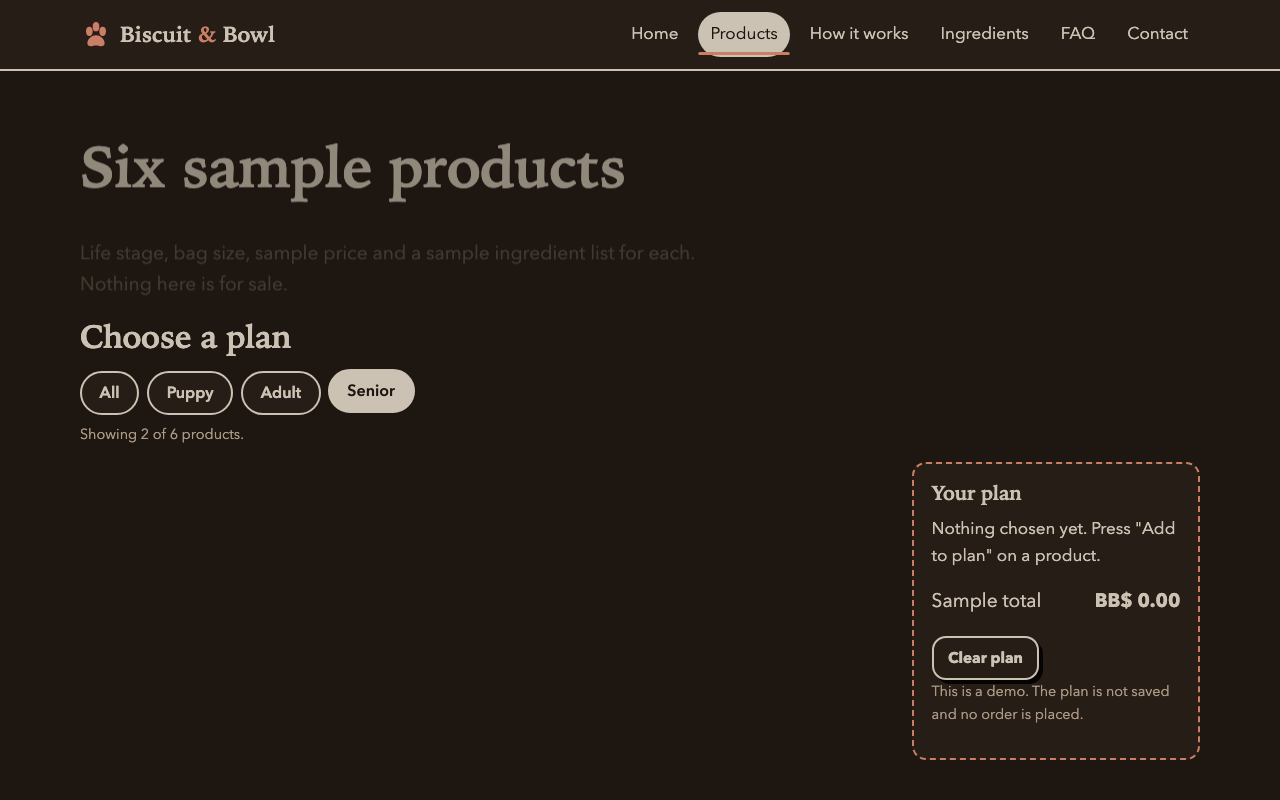 Biscuit & Bowl
Home
Products
How it works
Ingredients
FAQ
Contact
Six sample products
Life stage, bag size, sample price and a sample ingredient list for each.
Nothing here is for sale.
Choose a plan
All
Puppy
Adult
Senior
Showing 2 of 6 products.
Your plan
Nothing chosen yet. Press "Add
to plan" on a product.
Sample total BB$ 0.00
Clear plan
This is a demo. The plan is not saved
and no order is placed.